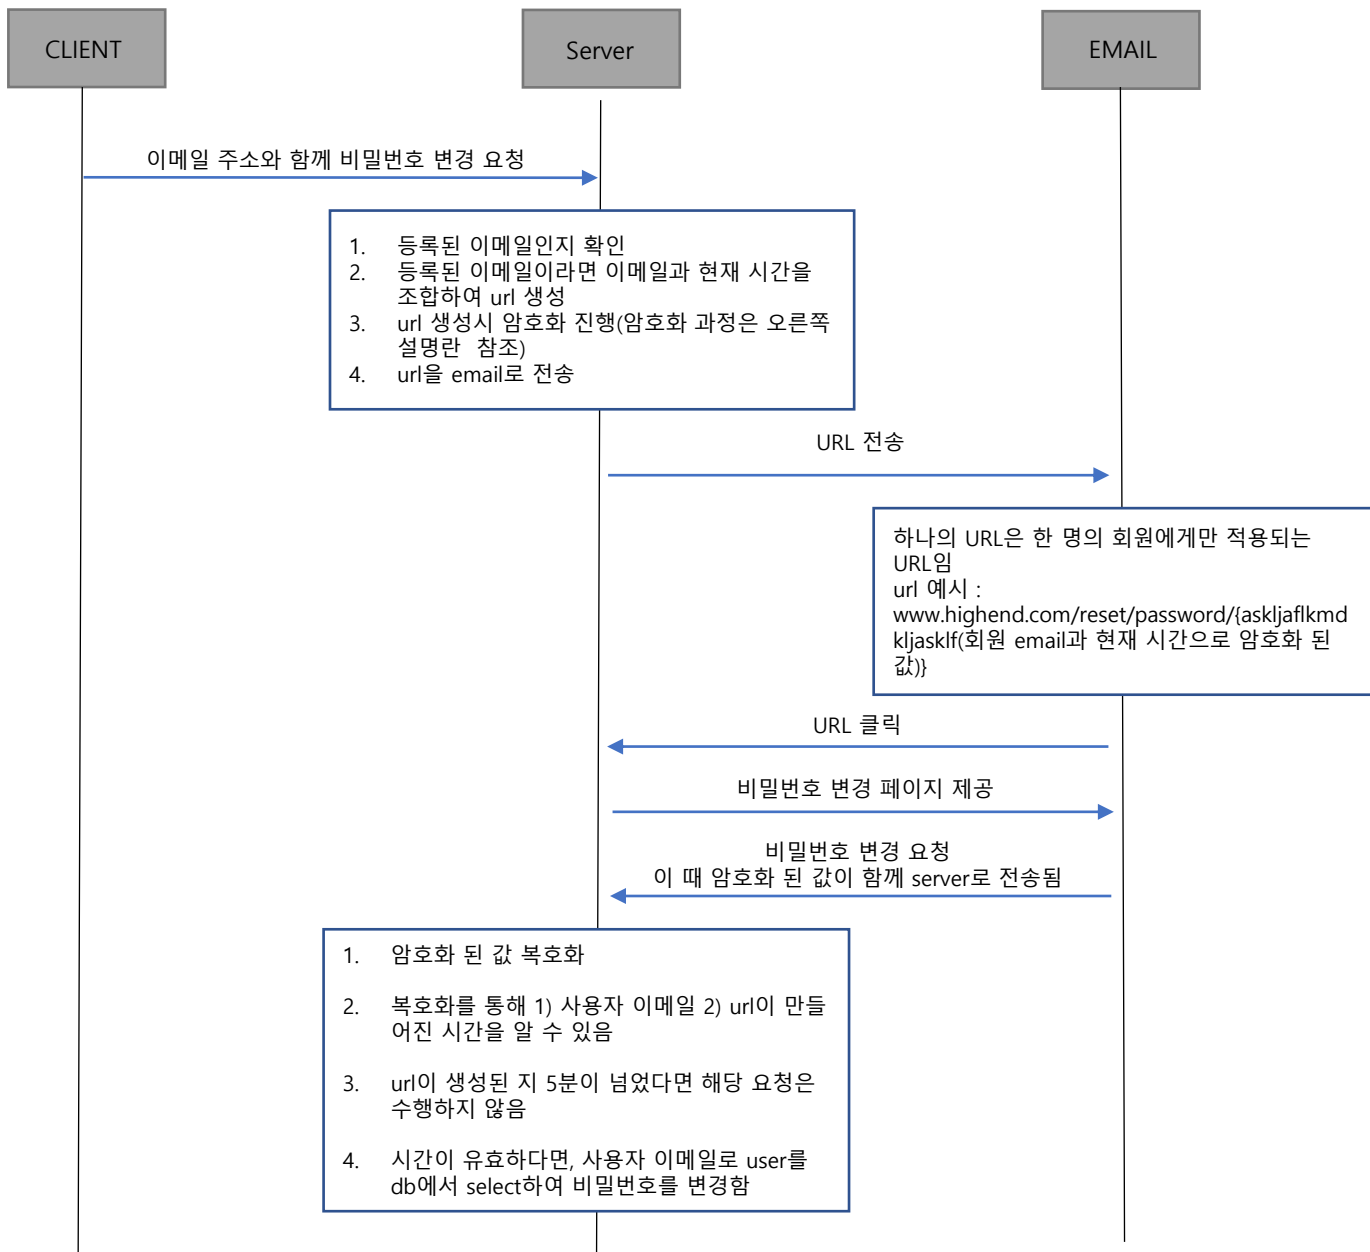 CLIENT
Server
EMAIL
이메일 주소와 함께 비밀번호 변경 요청
1. 등록된 이메일인지 확인
2. 등록된 이메일이라면 이메일과 현재 시간을
조합하여 url 생성
3. url 생성시 암호화 진행(암호화 과정은 오른쪽
설명란 참조)
4. url을 email로 전송
URL 전송
하나의 URL은 한 명의 회원에게만 적용되는
URL임
url 예시 :
www.highend.com/reset/password/{askljaflkmd
kljasklf(회원 email과 현재 시간으로 암호화 된
값)}
URL 클릭
비밀번호 변경 페이지 제공
비밀번호 변경 요청
이 때 암호화 된 값이 함께 server로 전송됨
1. 암호화 된 값 복호화
2. 복호화를 통해 1) 사용자 이메일 2) url이 만들
어진 시간을 알 수 있음
3. url이 생성된 지 5분이 넘었다면 해당 요청은
수행하지 않음
4. 시간이 유효하다면, 사용자 이메일로 user를
db에서 select하여 비밀번호를 변경함